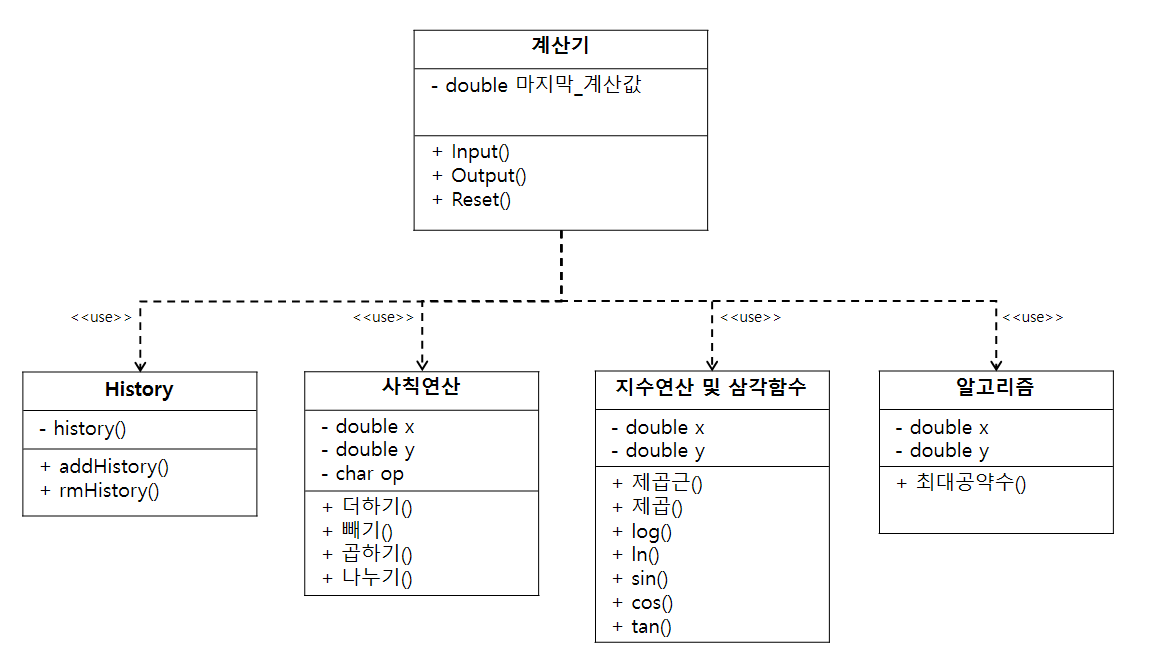 계산기
- double 마지막_계산값
+ Input()
+ Output()
+ Reset()
<<use>>
<<use>>
<<use>>
<<use>>
History
- history()
+ addHistory()
+ rmHistory()
사칙연산
- double x
- double y
- char op
+ 더하기()
+ 빼기()
+ 곱하기()
+ 나누기()
지수연산 및 삼각함수
- double x
- double y
+ 제곱근()
+ 제곱()
+ log()
+ ln()
+ sin()
+ cos()
+ tan()
알고리즘
- double x
- double y
+ 최대공약수()